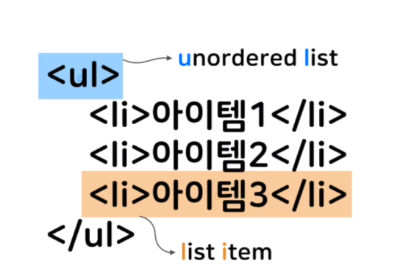 unordered list
<ul>
<li>아이템1</li>
<li>아이템2</li>
<li>아이템3</li>
</ul>
list item